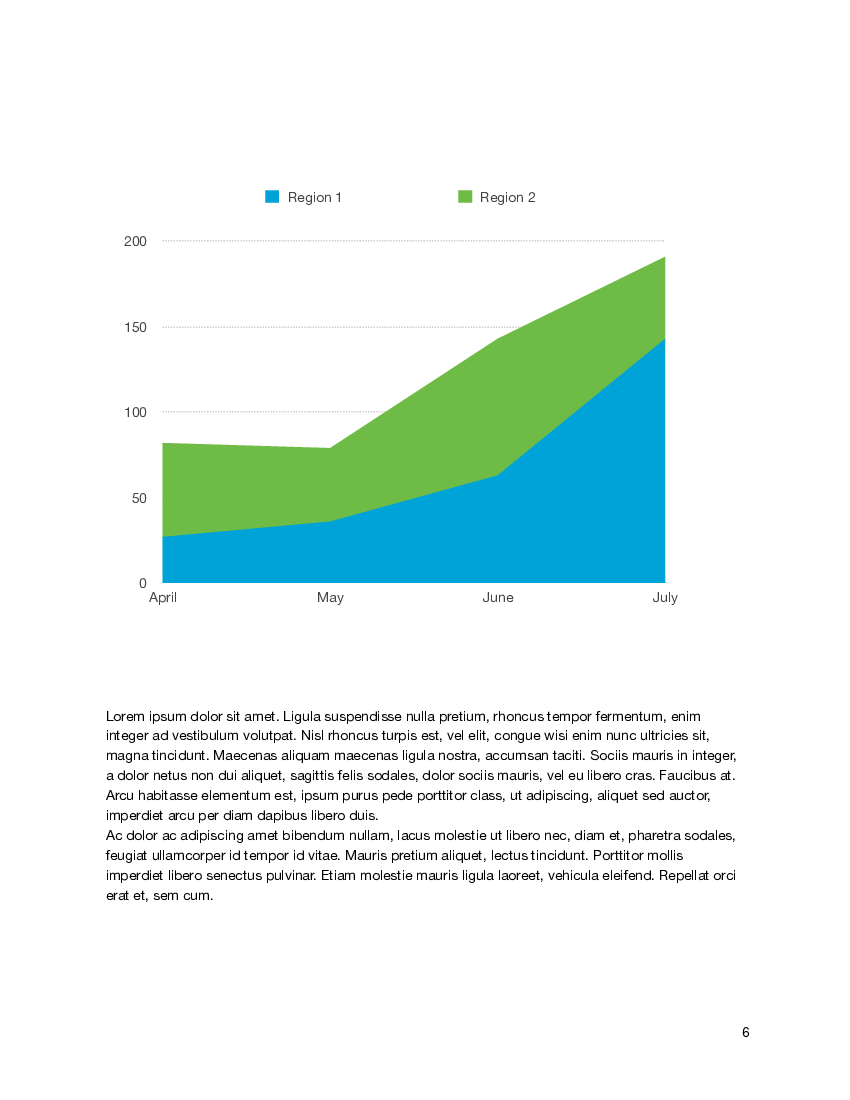 Region 1 Region 2
200
150
100
50
0
April May June July
Lorem ipsum dolor sit amet. Ligula suspendisse nulla pretium, rhoncus tempor fermentum, enim
integer ad vestibulum volutpat. Nisl rhoncus turpis est, vel elit, congue wisi enim nunc ultricies sit,
magna tincidunt. Maecenas aliquam maecenas ligula nostra, accumsan taciti. Sociis mauris in integer,
a dolor netus non dui aliquet, sagittis felis sodales, dolor sociis mauris, vel eu libero cras. Faucibus at.
Arcu habitasse elementum est, ipsum purus pede porttitor class, ut adipiscing, aliquet sed auctor,
imperdiet arcu per diam dapibus libero duis.
Ac dolor ac adipiscing amet bibendum nullam, lacus molestie ut libero nec, diam et, pharetra sodales,
feugiat ullamcorper id tempor id vitae. Mauris pretium aliquet, lectus tincidunt. Porttitor mollis
imperdiet libero senectus pulvinar. Etiam molestie mauris ligula laoreet, vehicula eleifend. Repellat orci
erat et, sem cum.
6